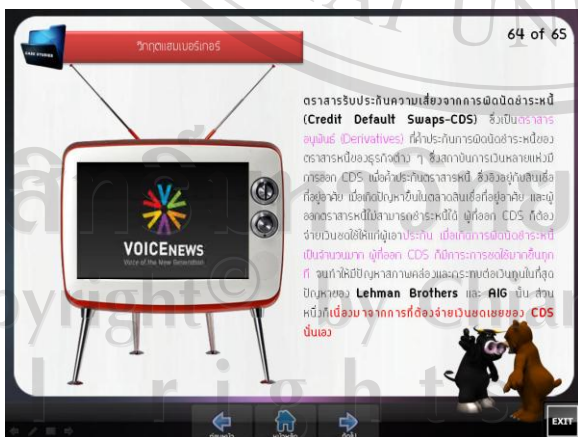 CASE STUDIES
วิกฤตแฮมเบอร์เกอร์
64 of 65
ตราสารรับประกันความเสี่ยงจากการผิดนัดชำระหนี้
(Credit Default Swaps-CDS) ซึ่งเป็นตราสาร
อนุพันธ์ (Derivatives) ที่ค้ำประกันการผิดนัดชำระหนี้ของ
ตราสารหนี้ของธุรกิจต่าง ๆ ซึ่งสถาบันการเงินหลายแห่งมี
การออก CDS เพื่อค้ำประกันตราสารหนี้ ซึ่งอิงอยู่กับสินเชื่อ
ที่อยู่อาศัย เมื่อเกิดปัญหาขึ้นในตลาดสินเชื่อที่อยู่อาศัย และผู้
ออกตราสารหนี้ไม่สามารถชำระหนี้ได้ ผู้ที่ออก CDS ก็ต้อง
จ่ายเงินชดใช้ให้แก่ผู้เอาประกัน เมื่อเกิดการผิดนัดชำระหนี้
เป็นจำนวนมาก ผู้ที่ออก CDS ก็มีภาระการชดใช้มากขึ้นทุก
ที จนทำให้มีปัญหาสภาพคล่องและกระทบต่อเงินทุนในที่สุด
ปัญหาของ Lehman Brothers และ AIG นั้น ส่วน
หนึ่งก็เนื่องมาจากการที่ต้องจ่ายเงินชดเชยของ CDS
นั่นเอง
VOICENEWS
Voice of the New Generation
หน้าหลัก
ถัดไป
EXIT